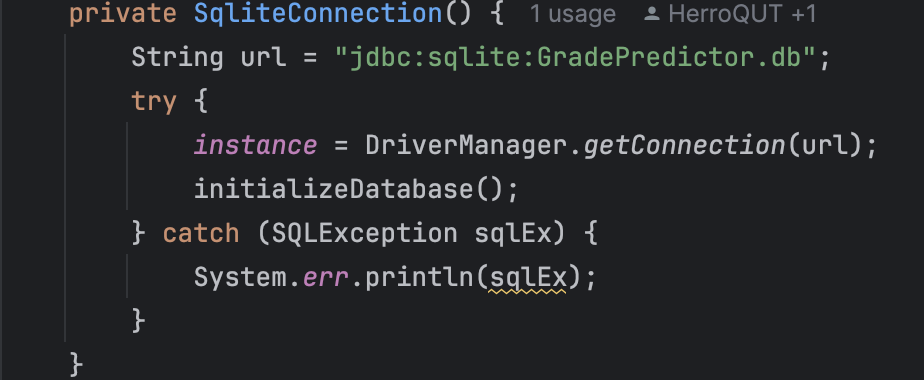 private SqliteConnection() { 1 usage HerroQUT +1
String url = "jdbc:sqlite:GradePredictor.db";
try {
instance = DriverManager.getConnection(url);
initializeDatabase();
} catch (SQLException sqlEx) {
System.err.println(sqlEx);
}
}